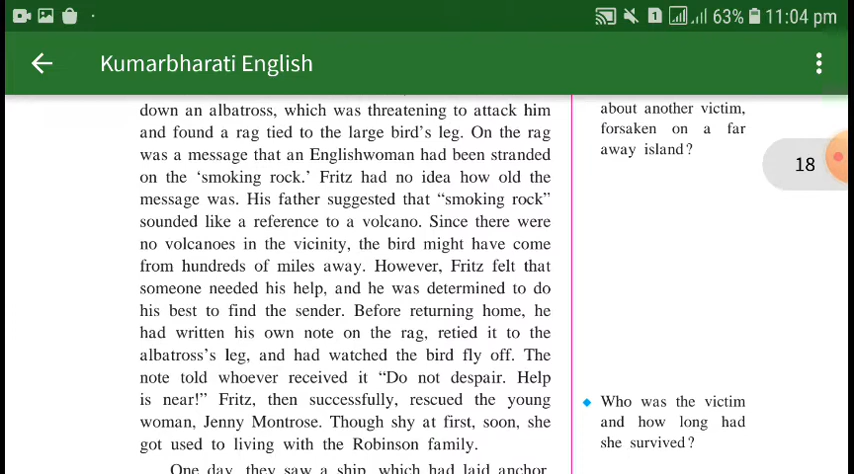 63% 11:04 pm
Kumarbharati English
down an albatross, which was threatening to attack him
and found a rag tied to the large bird's leg. On the rag
was a message that an Englishwoman had been stranded
on the 'smoking rock.' Fritz had no idea how old the
message was. His father suggested that “smoking rock”
sounded like a reference to a volcano. Since there were
no volcanoes in the vicinity, the bird might have come
from hundreds of miles away. However, Fritz felt that
someone needed his help, and he was determined to do
his best to find the sender. Before returning home, he
had written his own note on the rag, retied it to the
albatross's leg, and had watched the bird fly off. The
note told whoever received it “Do not despair. Help
is near!” Fritz, then successfully, rescued the young
woman, Jenny Montrose. Though shy at first, soon, she
got used to living with the Robinson family.
One day, they saw a ship, which had laid anchor,
about another victim,
forsaken on a far
away island?
18
Who was the victim
and how long had
she survived?